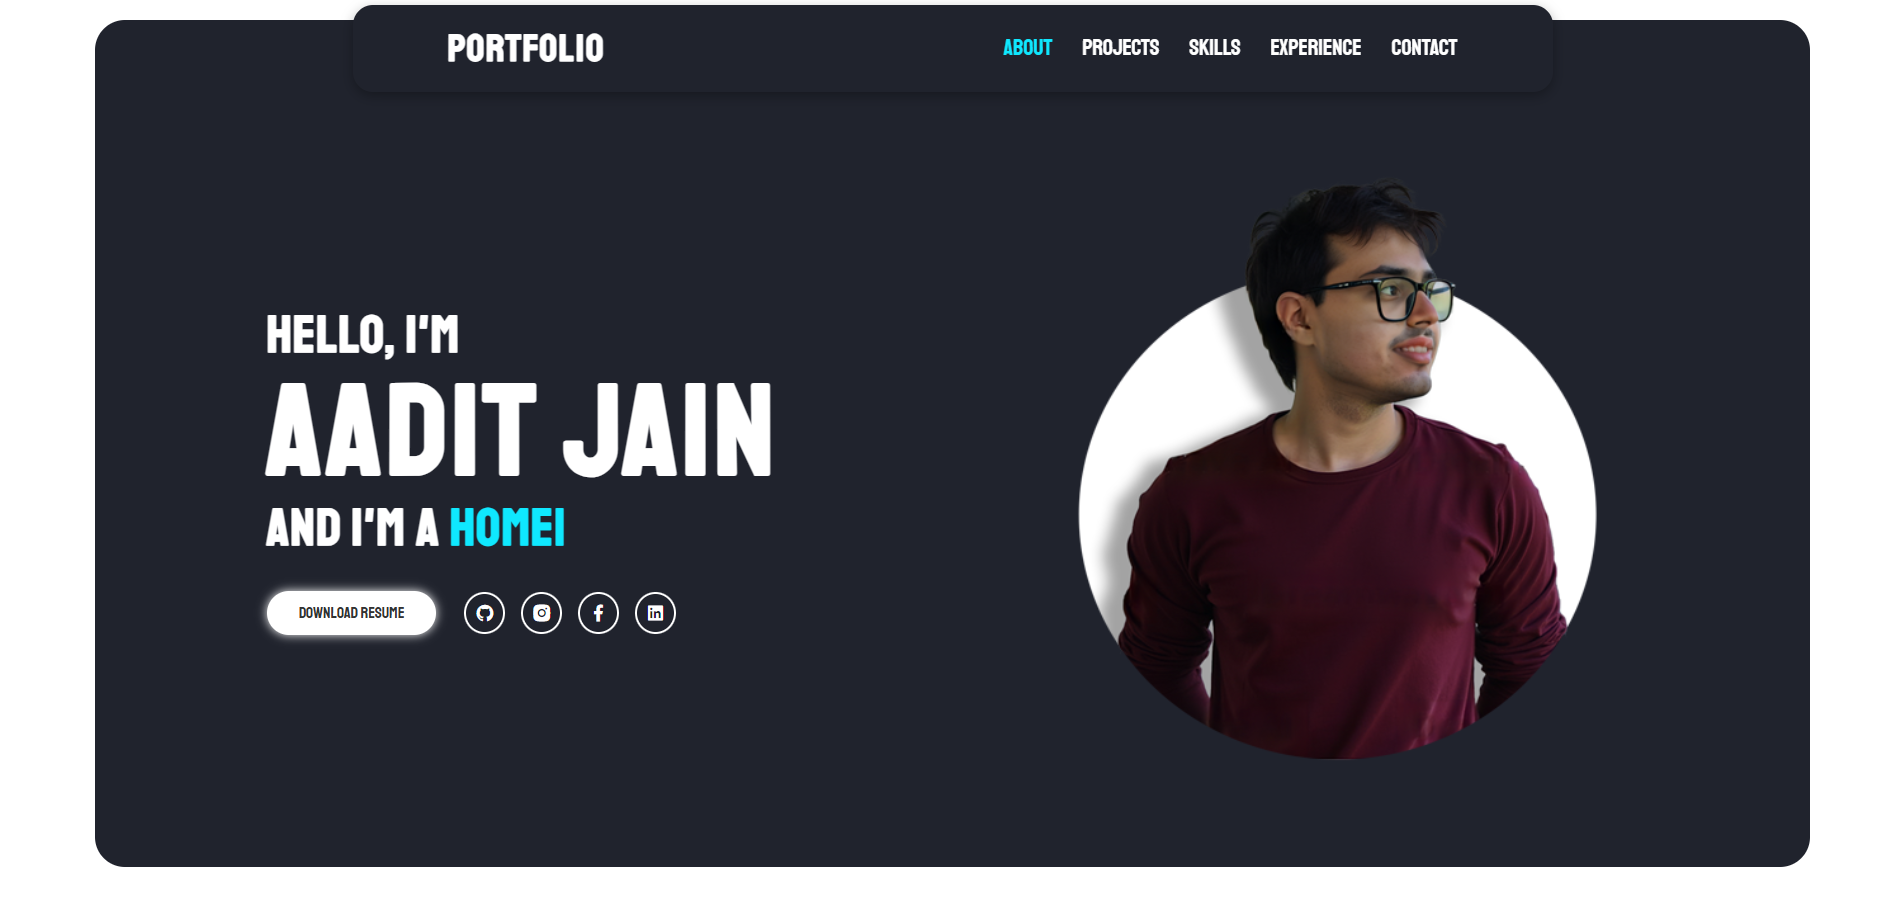 PORTFOLIO
ABOUT PROJECTS SKILLS EXPERIENCE CONTACT
HELLO, I'M
AADIT JAIN
AND I'M A HOMEI
DOWNLOAD RESUME